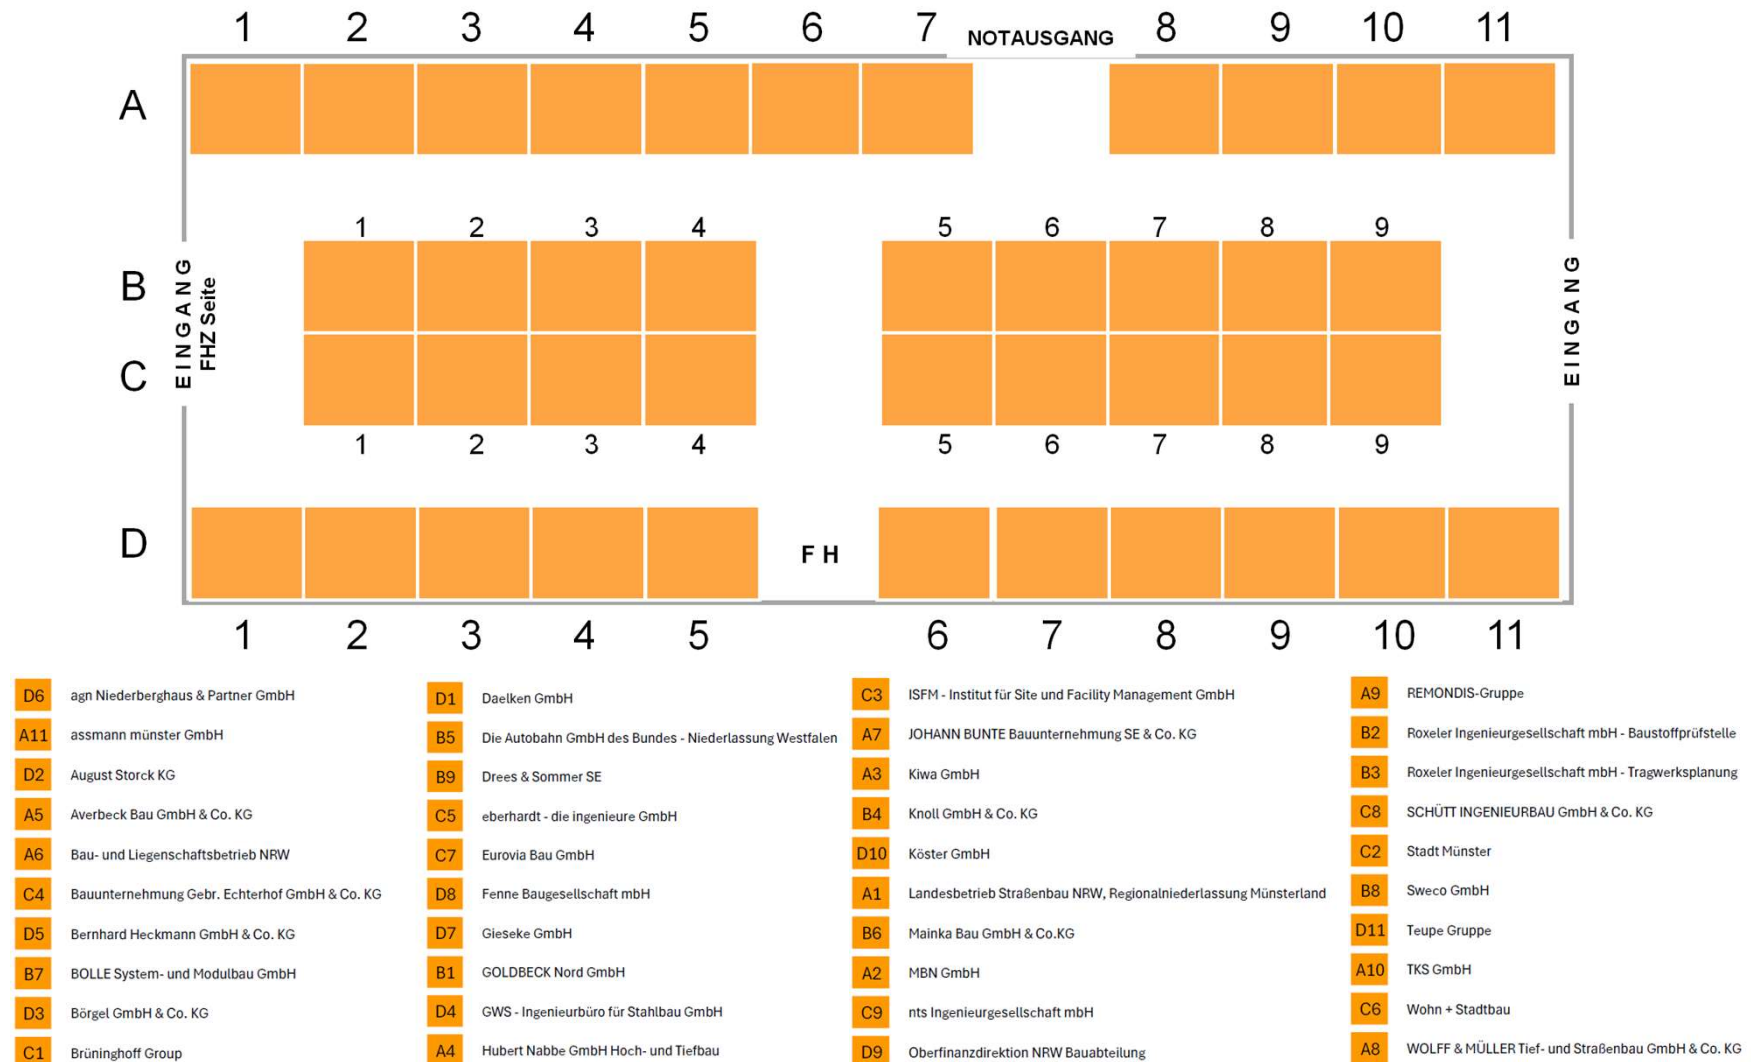 1 2 3 4 5 6 7 NOTAUSGANG 8 9 10 11
A
1 2 3 4 5 6 7 8 9
B
EINGANG
FHZ Seite
EINGANG
C
1 2 3 4 5 6 7 8 9
D
F H
1 2 3 4 5 6 7 8 9 10 11
D6 agn Niederberghaus & Partner GmbH
A11 assmann münster GmbH
D2 August Storck KG
A5 Averbeck Bau GmbH & Co. KG
A6 Bau- und Liegenschaftsbetrieb NRW
C4 Bauunternehmung Gebr. Echterhof GmbH & Co. KG
D5 Bernhard Heckmann GmbH & Co. KG
B7 BOLLE System- und Modulbau GmbH
D3 Börgel GmbH & Co. KG
C1 Brüninghoff Group
D1 Daelken GmbH
B5 Die Autobahn GmbH des Bundes - Niederlassung Westfalen
B9 Drees & Sommer SE
C5 eberhardt - die ingenieure GmbH
C7 Eurovia Bau GmbH
D8 Fenne Baugesellschaft mbH
D7 Gieseke GmbH
B1 GOLDBECK Nord GmbH
D4 GWS - Ingenieurbüro für Stahlbau GmbH
A4 Hubert Nabbe GmbH Hoch- und Tiefbau
C3 ISFM - Institut für Site und Facility Management GmbH
A7 JOHANN BUNTE Bauunternehmung SE & Co. KG
A3 Kiwa GmbH
B4 Knoll GmbH & Co. KG
D10 Köster GmbH
A1 Landesbetrieb Straßenbau NRW, Regionalniederlassung Münsterland
B6 Mainka Bau GmbH & Co.KG
A2 MBN GmbH
C9 nts Ingenieurgesellschaft mbH
D9 Oberfinanzdirektion NRW Bauabteilung
A9 REMONDIS-Gruppe
B2 Roxeler Ingenieurgesellschaft mbH - Baustoffprüfstelle
B3 Roxeler Ingenieurgesellschaft mbH - Tragwerksplanung
C8 SCHÜTT INGENIEURBAU GmbH & Co. KG
C2 Stadt Münster
B8 Sweco GmbH
D11 Teupe Gruppe
A10 TKS GmbH
C6 Wohn + Stadtbau
A8 WOLFF & MÜLLER Tief- und Straßenbau GmbH & Co. KG